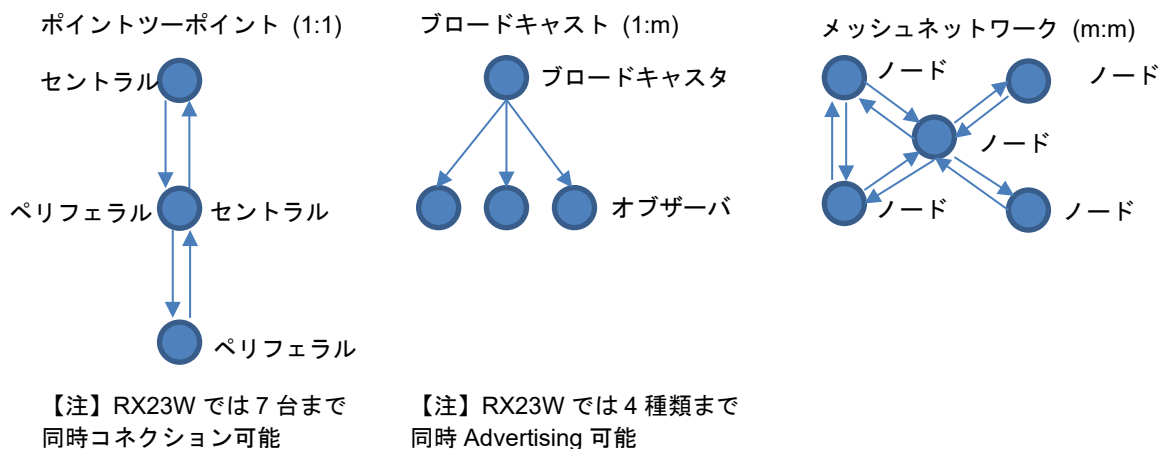 ポイントツーポイント (1:1)
セントラル
ペリフェラル
セントラル
ペリフェラル
【注】RX23W では 7 台まで
同時コネクション可能
ブロードキャスト (1:m)
ブロードキャスタ
オブザーバ
【注】RX23W では 4 種類まで
同時 Advertising 可能
メッシュネットワーク (m:m)
ノード
ノード
ノード
ノード
ノード